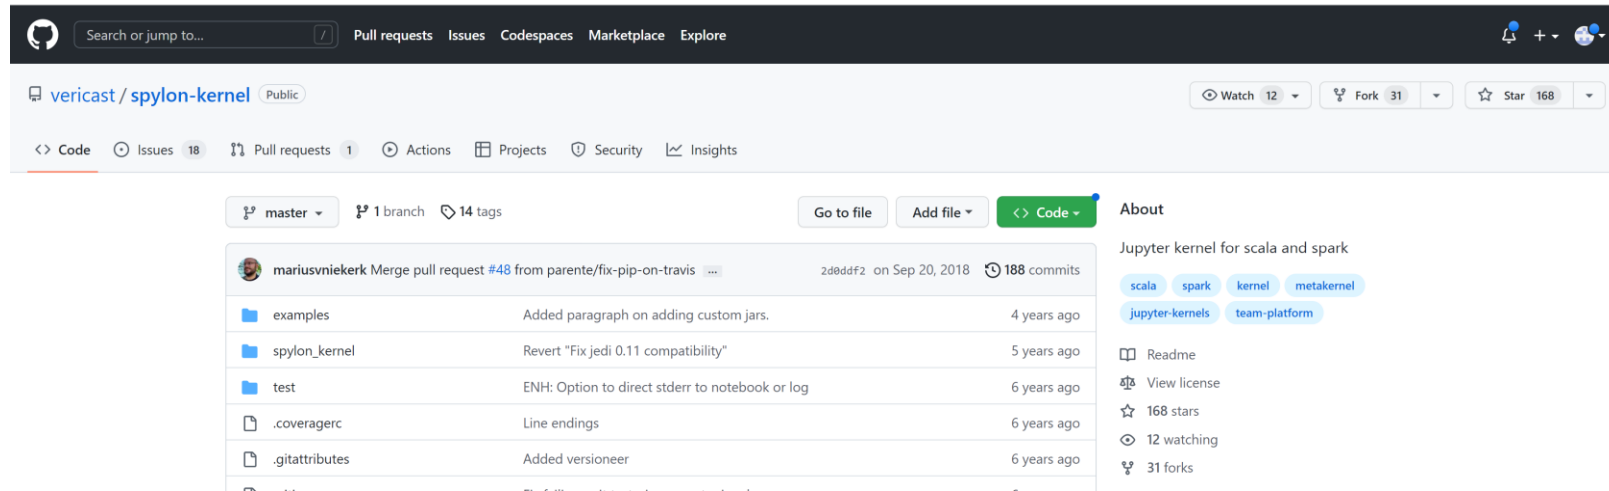 Search or jump to... / Pull requests Issues Codespaces Marketplace Explore
vericast / spylon-kernel Public Watch 12 Fork 31 Star 168
Code Issues 18 Pull requests 1 Actions Projects Security Insights
master 1 branch 14 tags Go to file Add file Code About
Jupyter kernel for scala and spark
mariusvniekerk Merge pull request #48 from parente/fix-pip-on-travis ... 2d0ddf2 on Sep 20, 2018 188 commits
scala spark kernel metakernel
jupyter-kernels team-platform
examples Added paragraph on adding custom jars. 4 years ago
spylon_kernel Revert "Fix jedi 0.11 compatibility" 5 years ago
Readme
test ENH: Option to direct stderr to notebook or log 6 years ago
View license
168 stars
.coveragerc Line endings 6 years ago
12 watching
.gitattributes Added versioneer 6 years ago
31 forks